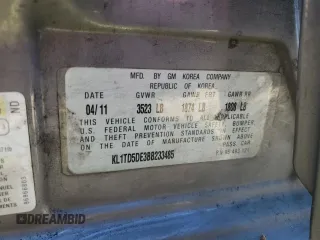 MFD. BY GM KOREA COMPANY
REPUBLIC OF KOREA
DATE GVWR GAWR FRT GAWR RR
04/11 3523 LB 1874 LB 1808 LB
THIS VEHICLE CONFORMS TO ALL APPLICABLE
U.S. FEDERAL MOTOR VEHICLE SAFETY, BUMPER,
AND THEFT PREVENTION STANDARDS IN EFFECT
ON THE DATE OF MANUFACTURE SHOWN ABOVE
KL1TD5DE3BB233485 PASS. CAR
DREAMBID